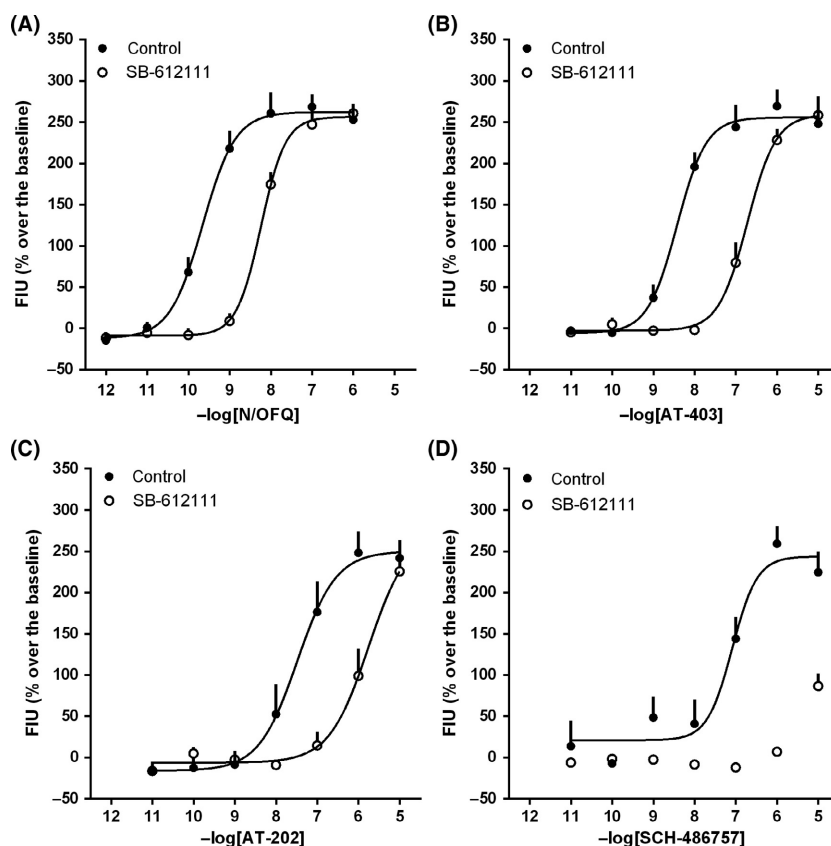 (A)
Control
SB-612111
FIU (% over the baseline)
350
300
250
200
150
100
50
0
–50
12 11 10 9 8 7 6 5
–log[N/OFQ]
(B)
Control
SB-612111
FIU (% over the baseline)
350
300
250
200
150
100
50
0
–50
12 11 10 9 8 7 6 5
–log[AT-403]
(C)
Control
SB-612111
FIU (% over the baseline)
350
300
250
200
150
100
50
0
–50
12 11 10 9 8 7 6 5
–log[AT-202]
(D)
Control
SB-612111
FIU (% over the baseline)
350
300
250
200
150
100
50
0
–50
12 11 10 9 8 7 6 5
–log[SCH-486757]